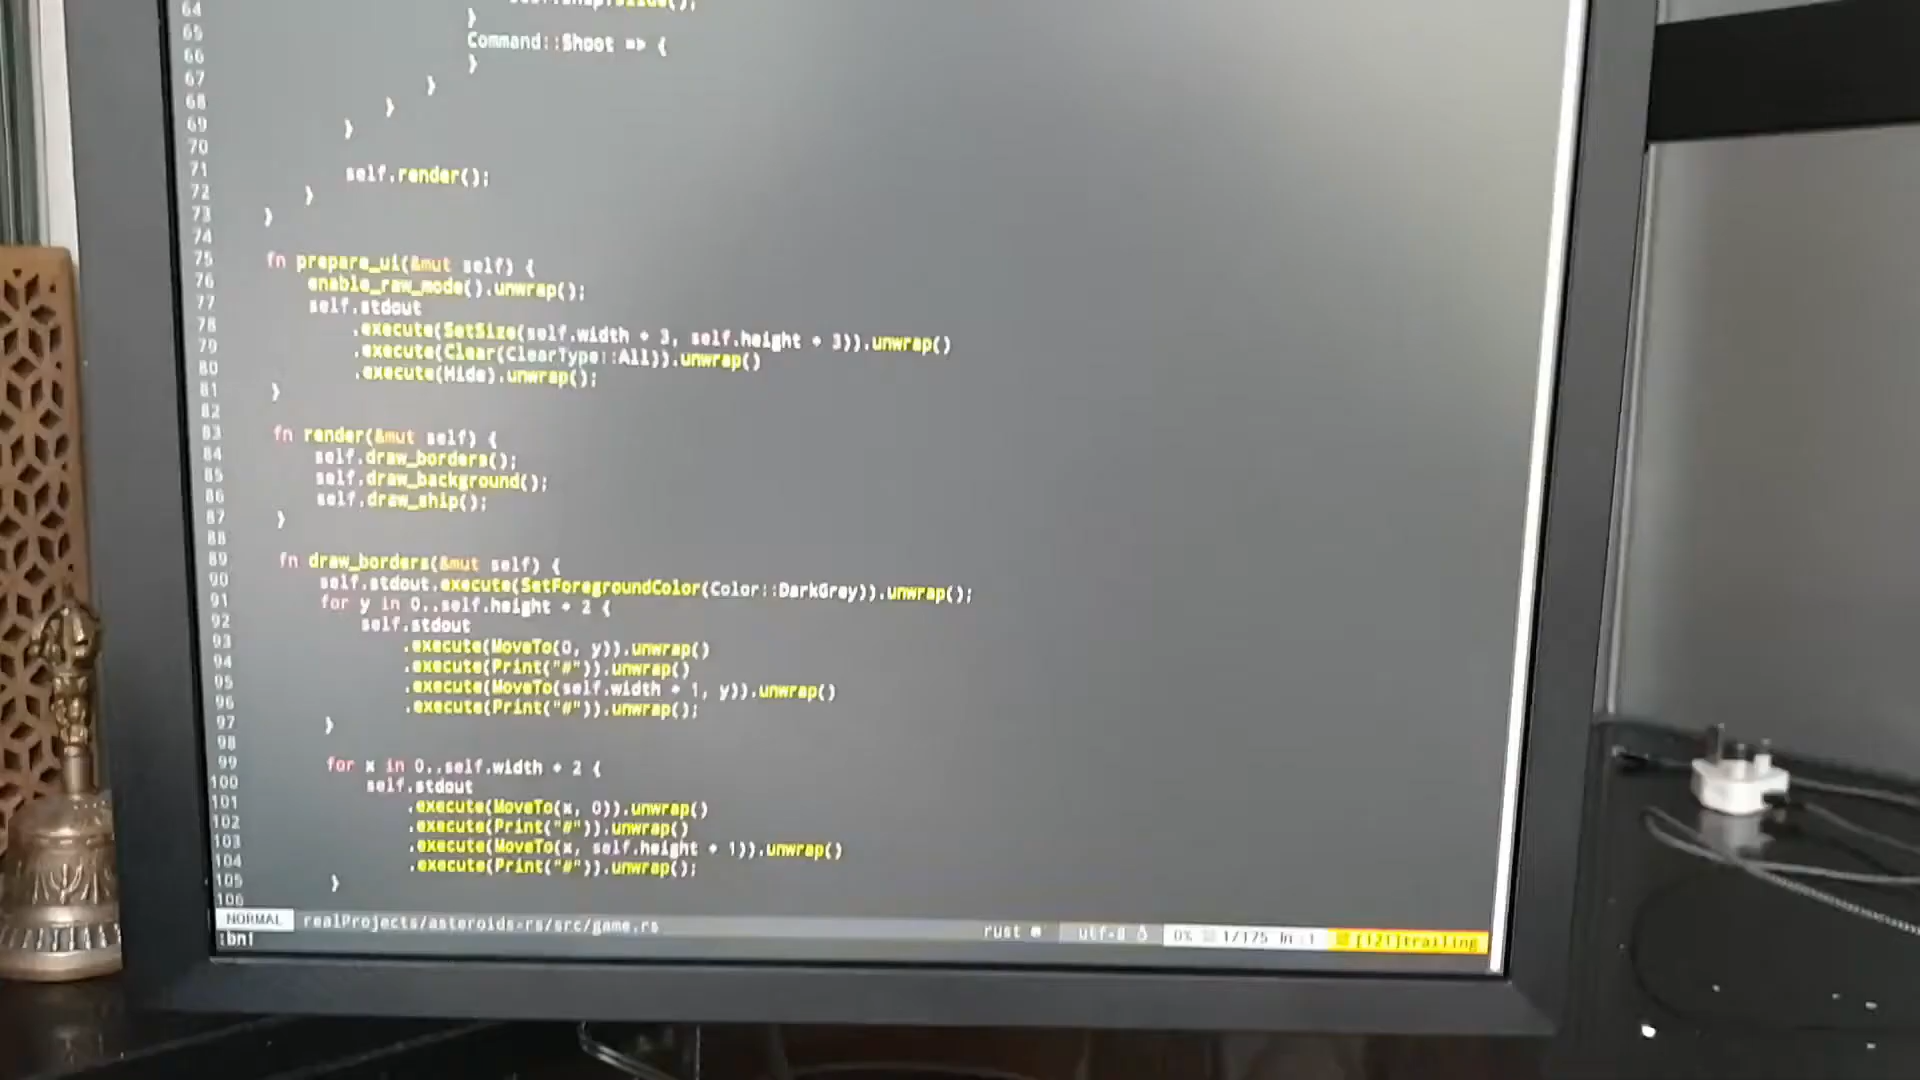 64
65 }
66 Command::Shoot => {
67 }
68 }
69 }
70 }
71 self.render();
72 }
73 }
74
75 fn prepare_ui(&mut self) {
76 enable_raw_mode().unwrap();
77 self.stdout
78 .execute(SetSize(self.width + 3, self.height + 3)).unwrap()
79 .execute(Clear(ClearType::All)).unwrap()
80 .execute(Hide).unwrap();
81 }
82
83 fn render(&mut self) {
84 self.draw_borders();
85 self.draw_background();
86 self.draw_ship();
87 }
88
89 fn draw_borders(&mut self) {
90 self.stdout.execute(SetForegroundColor(Color::DarkGrey)).unwrap();
91 for y in 0..self.height + 2 {
92 self.stdout
93 .execute(MoveTo(0, y)).unwrap()
94 .execute(Print("#")).unwrap()
95 .execute(MoveTo(self.width + 1, y)).unwrap()
96 .execute(Print("#")).unwrap();
97 }
98
99 for x in 0..self.width + 2 {
100 self.stdout
101 .execute(MoveTo(x, 0)).unwrap()
102 .execute(Print("#")).unwrap()
103 .execute(MoveTo(x, self.height + 1)).unwrap()
104 .execute(Print("#")).unwrap();
105 }
106
NORMAL realProjects/asteroids-rs/src/game.rs rust utf-8 0% 1/175 ln :1 [121]trailing
:bn!